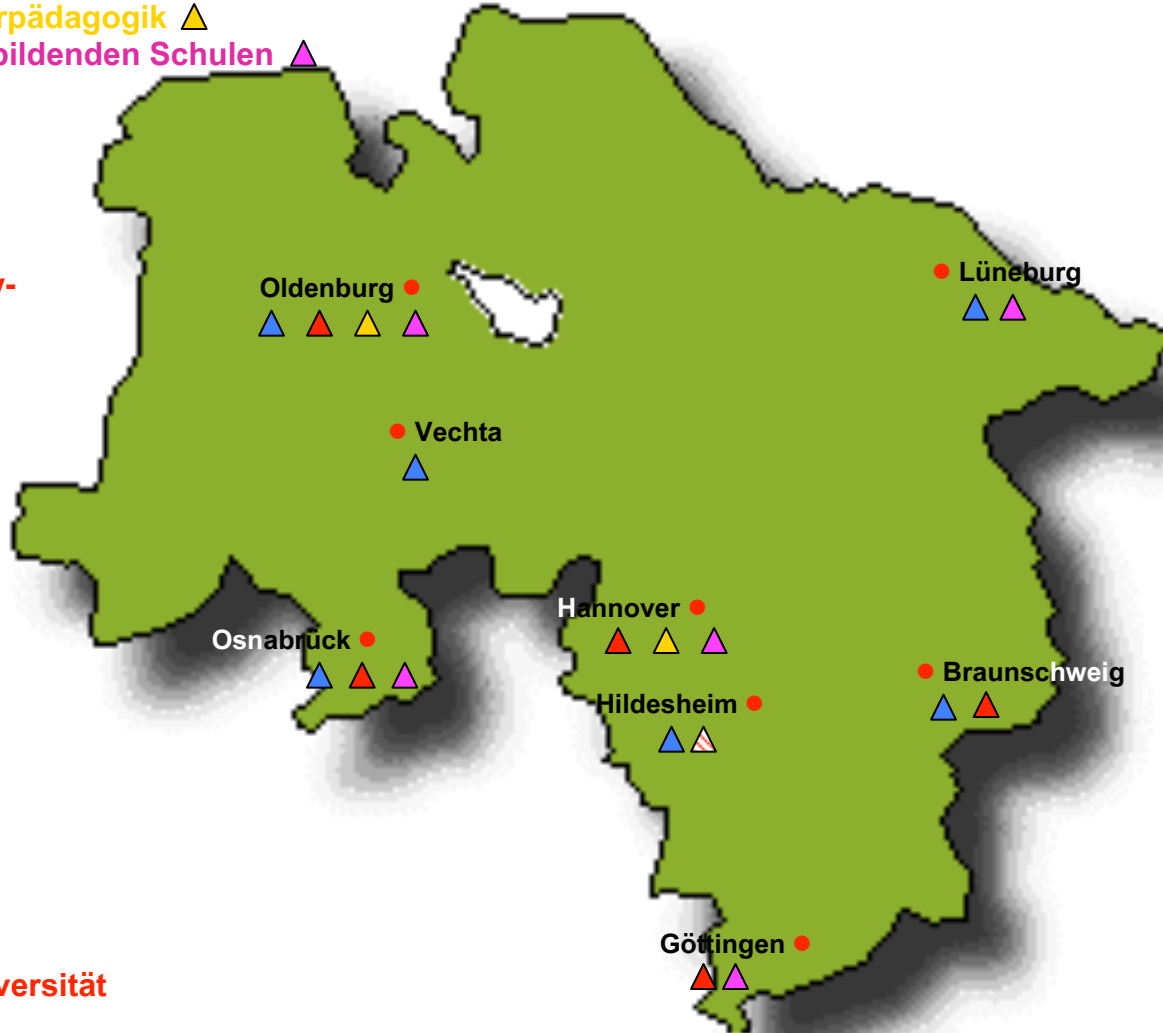 rpädagogik
bildenden Schulen
Lüneburg
Oldenburg
Vechta
Hannover
Osnabrück
Braunschweig
Hildesheim
Göttingen
versität